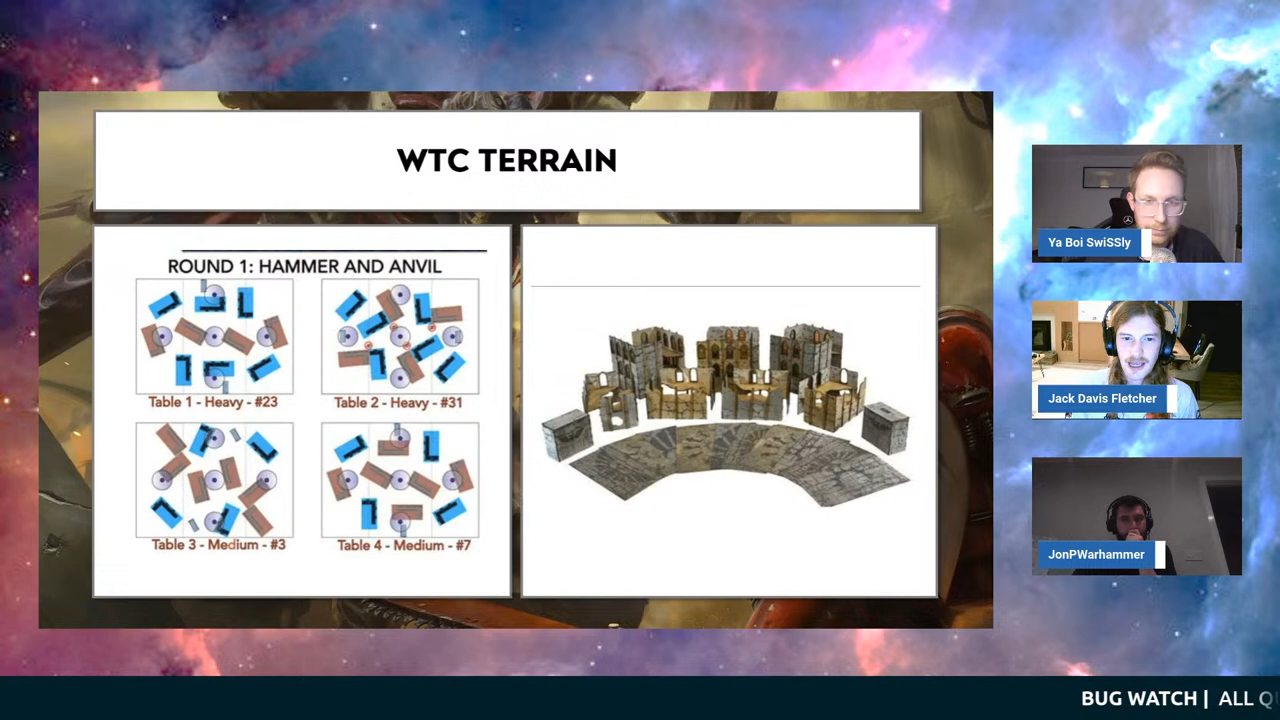 WTC TERRAIN
ROUND 1: HAMMER AND ANVIL
Table 1 - Heavy - #23
Table 2 - Heavy - #31
Table 3 - Medium - #3
Table 4 - Medium - #7
Ya Boi SwiSSly
Jack Davis Fletcher
JonPWarhammer
BUG WATCH | ALL Q